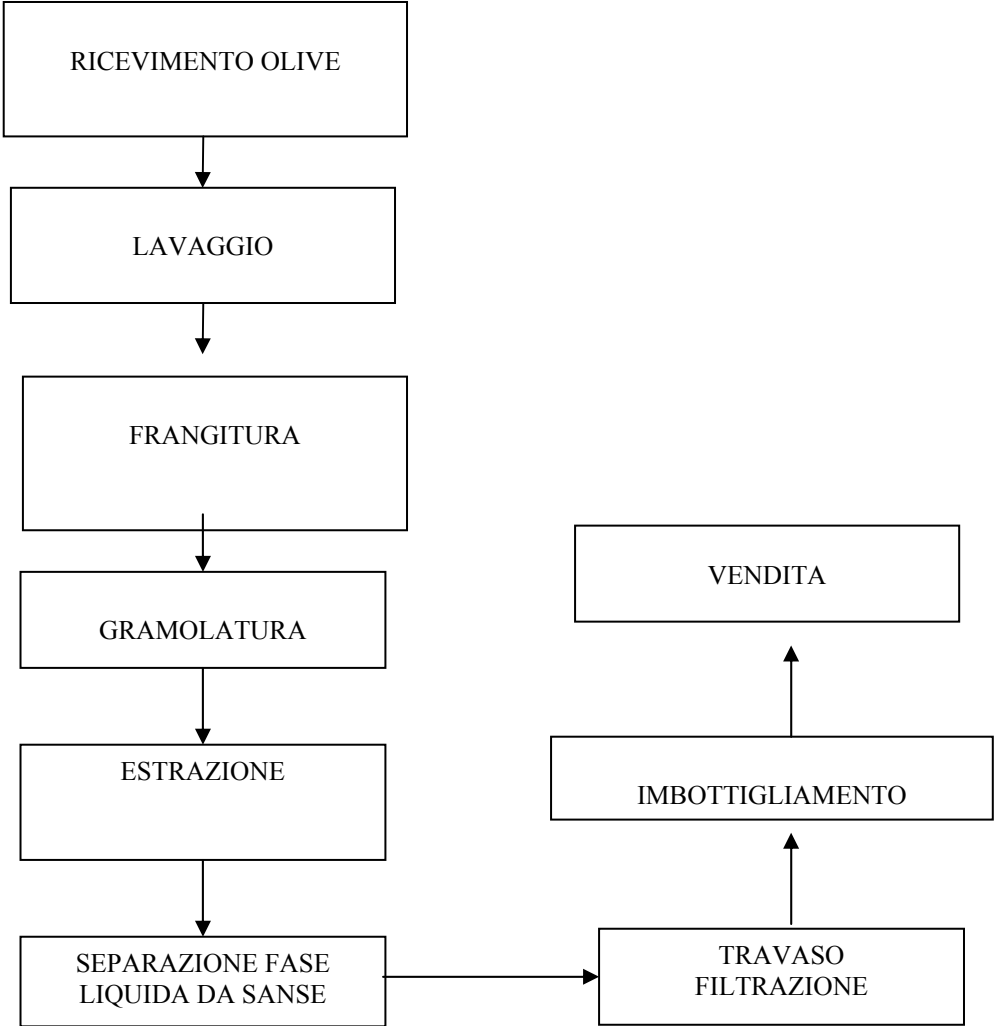 RICEVIMENTO OLIVE
LAVAGGIO
FRANGITURA
GRAMOLATURA
ESTRAZIONE
SEPARAZIONE FASE
LIQUIDA DA SANSE
TRAVASO
FILTRAZIONE
IMBOTTIGLIAMENTO
VENDITA